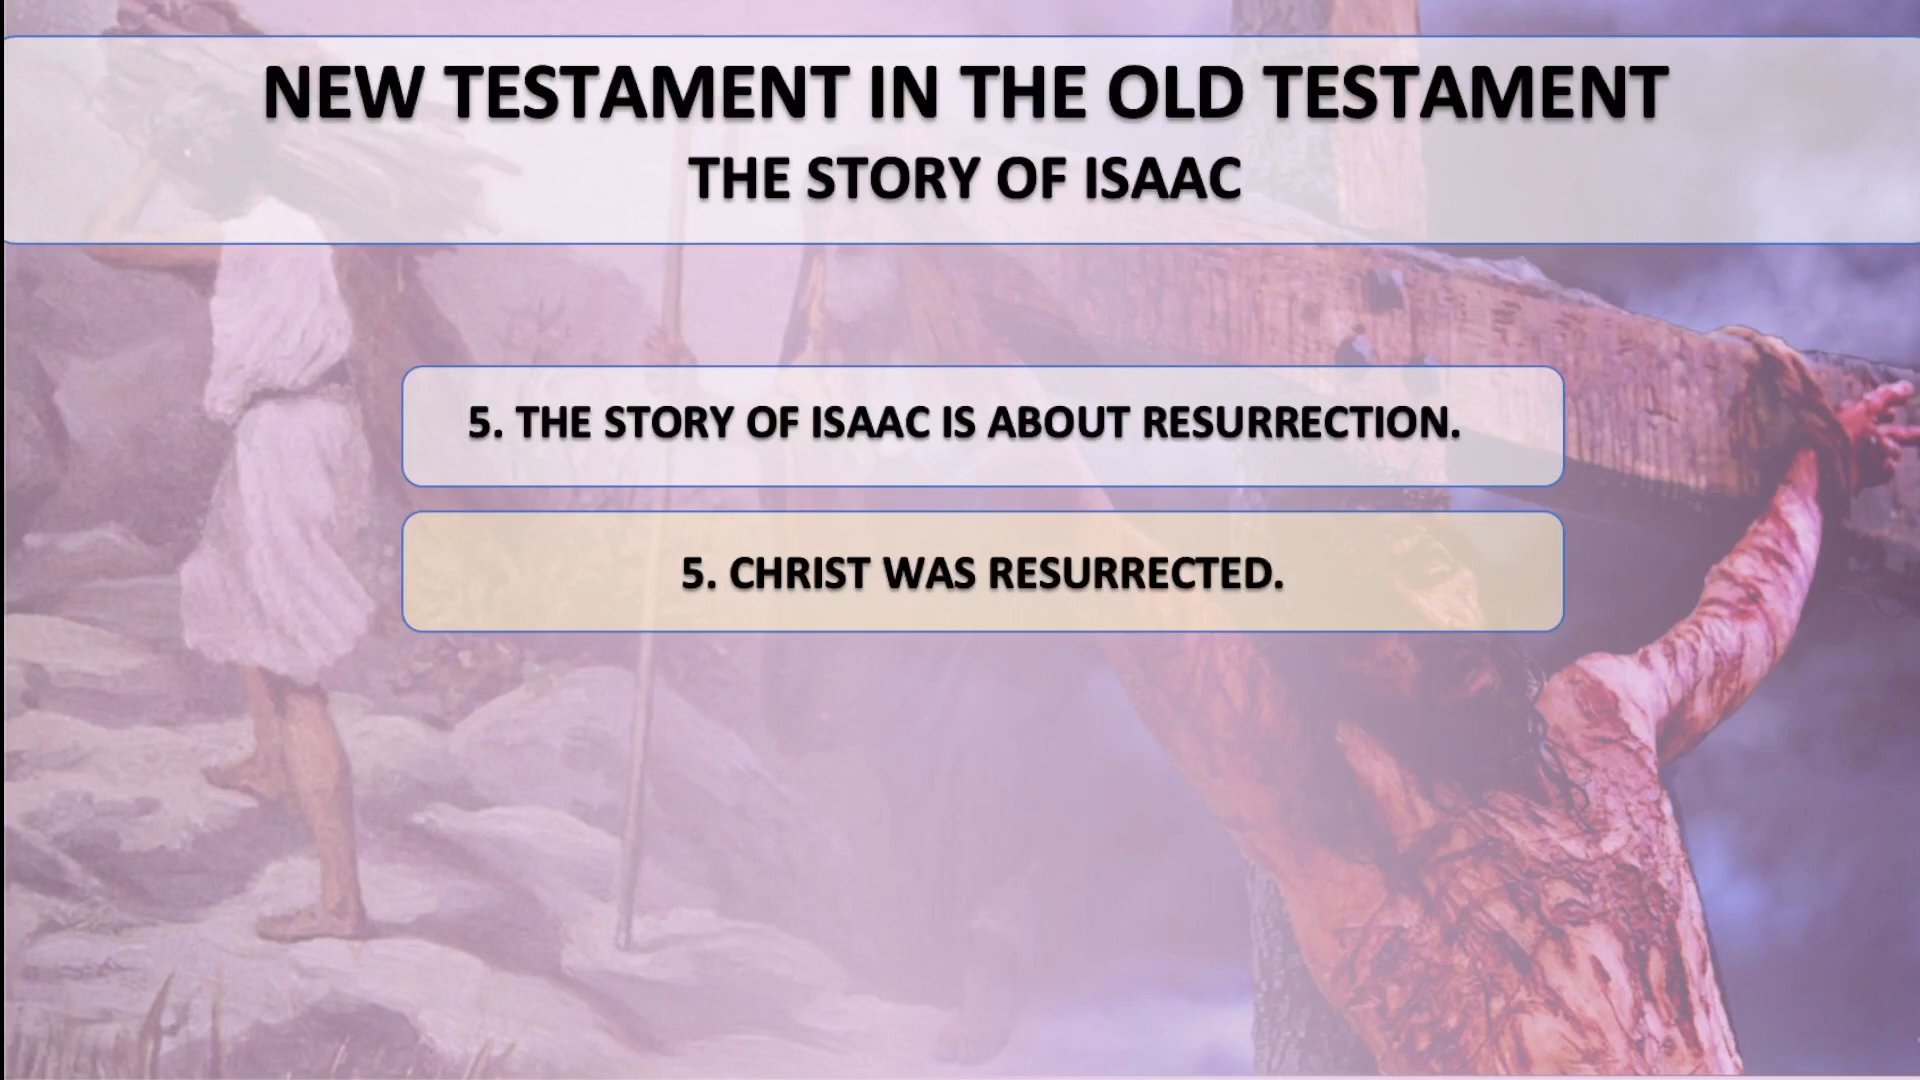 NEW TESTAMENT IN THE OLD TESTAMENT
THE STORY OF ISAAC
5. THE STORY OF ISAAC IS ABOUT RESURRECTION.
5. CHRIST WAS RESURRECTED.